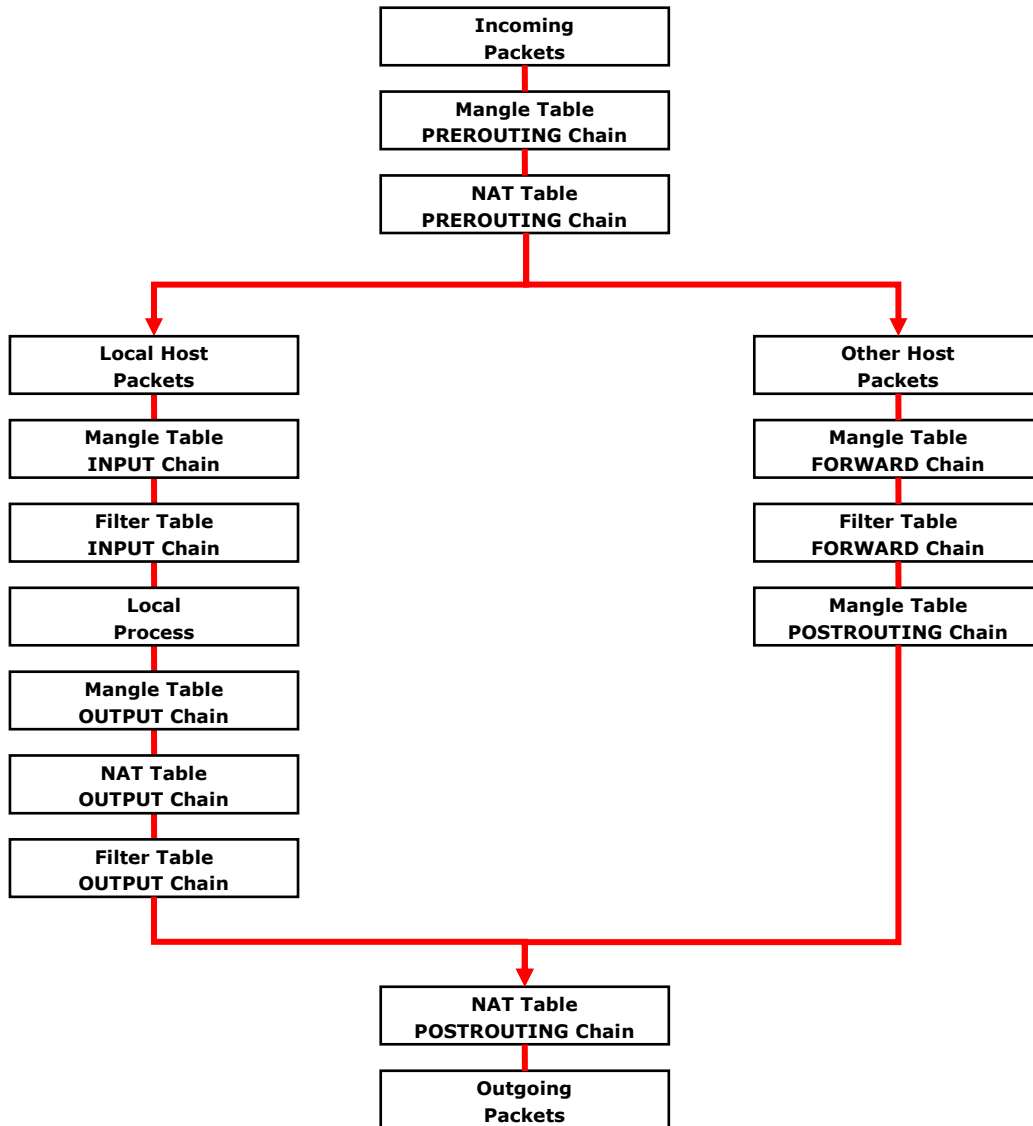 Incoming
Packets
Mangle Table
PREROUTING Chain
NAT Table
PREROUTING Chain
Local Host
Packets
Mangle Table
INPUT Chain
Filter Table
INPUT Chain
Local
Process
Mangle Table
OUTPUT Chain
NAT Table
OUTPUT Chain
Filter Table
OUTPUT Chain
Other Host
Packets
Mangle Table
FORWARD Chain
Filter Table
FORWARD Chain
Mangle Table
POSTROUTING Chain
NAT Table
POSTROUTING Chain
Outgoing
Packets